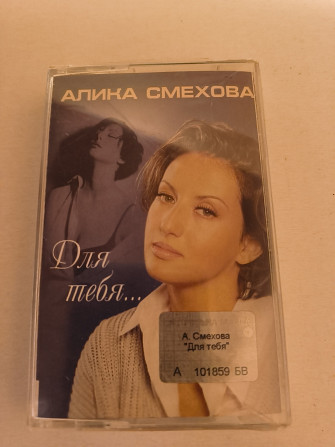 АЛИКА СМЕХОВА
Для
тебя...
А. Смехова
"Для тебя"
А 101859 БВ